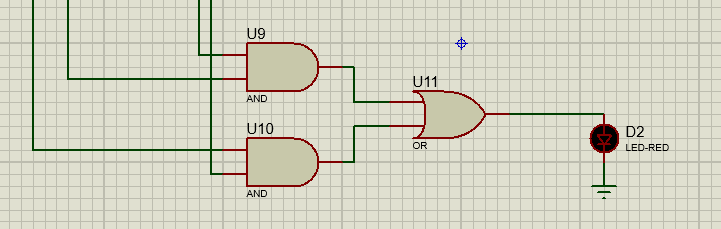 U9
AND
U10
AND
U11
OR
D2
LED-RED